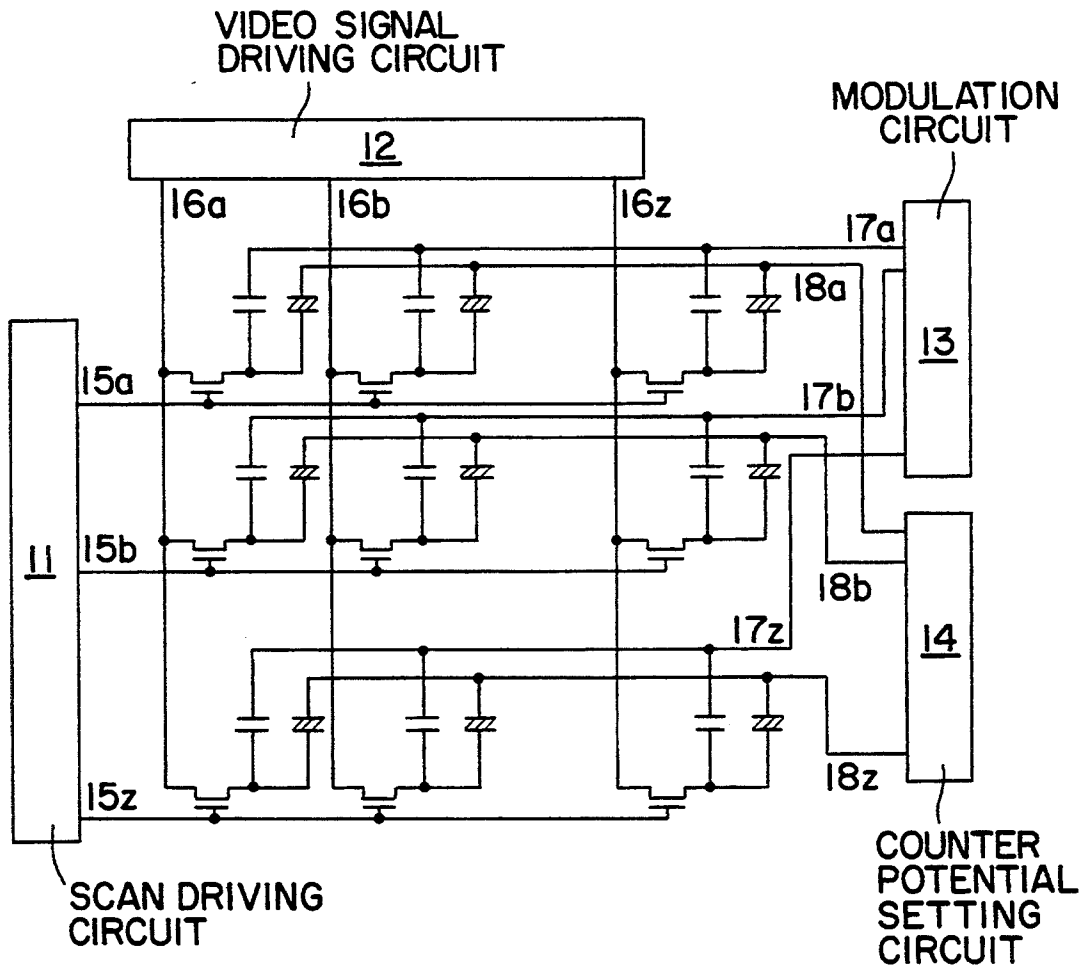 VIDEO SIGNAL
DRIVING CIRCUIT
MODULATION
CIRCUIT
12
16a
16b
16z
17a
18a
13
15a
17b
11
15b
18b
17z
14
15z
18z
SCAN DRIVING
CIRCUIT
COUNTER
POTENTIAL
SETTING
CIRCUIT